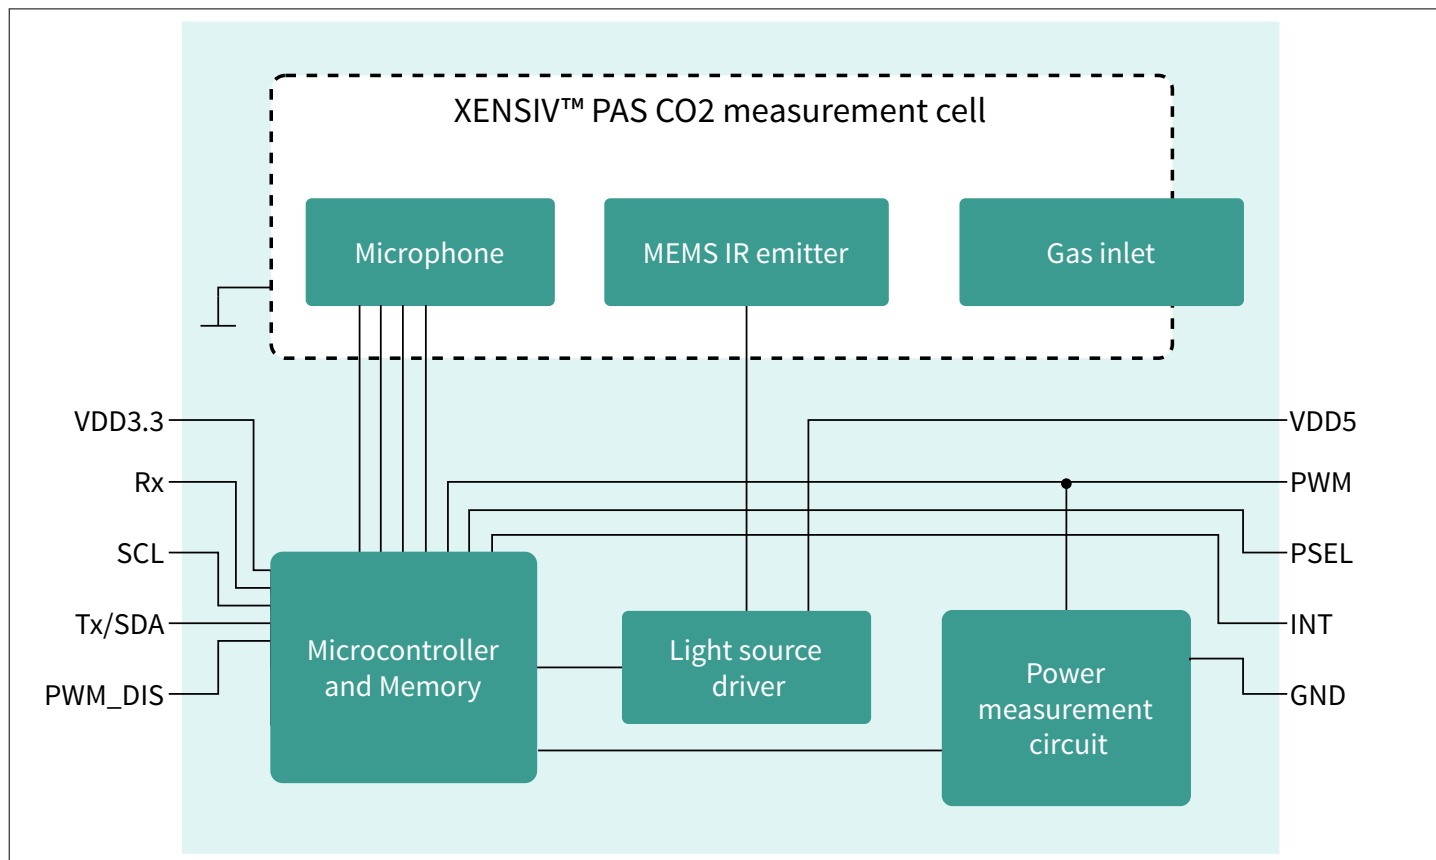 XENSIV™ PAS CO2 measurement cell
Microphone
MEMS IR emitter
Gas inlet
VDD3.3
Rx
SCL
Tx/SDA
PWM_DIS
VDD5
PWM
PSEL
INT
GND
Microcontroller
and Memory
Light source
driver
Power
measurement
circuit